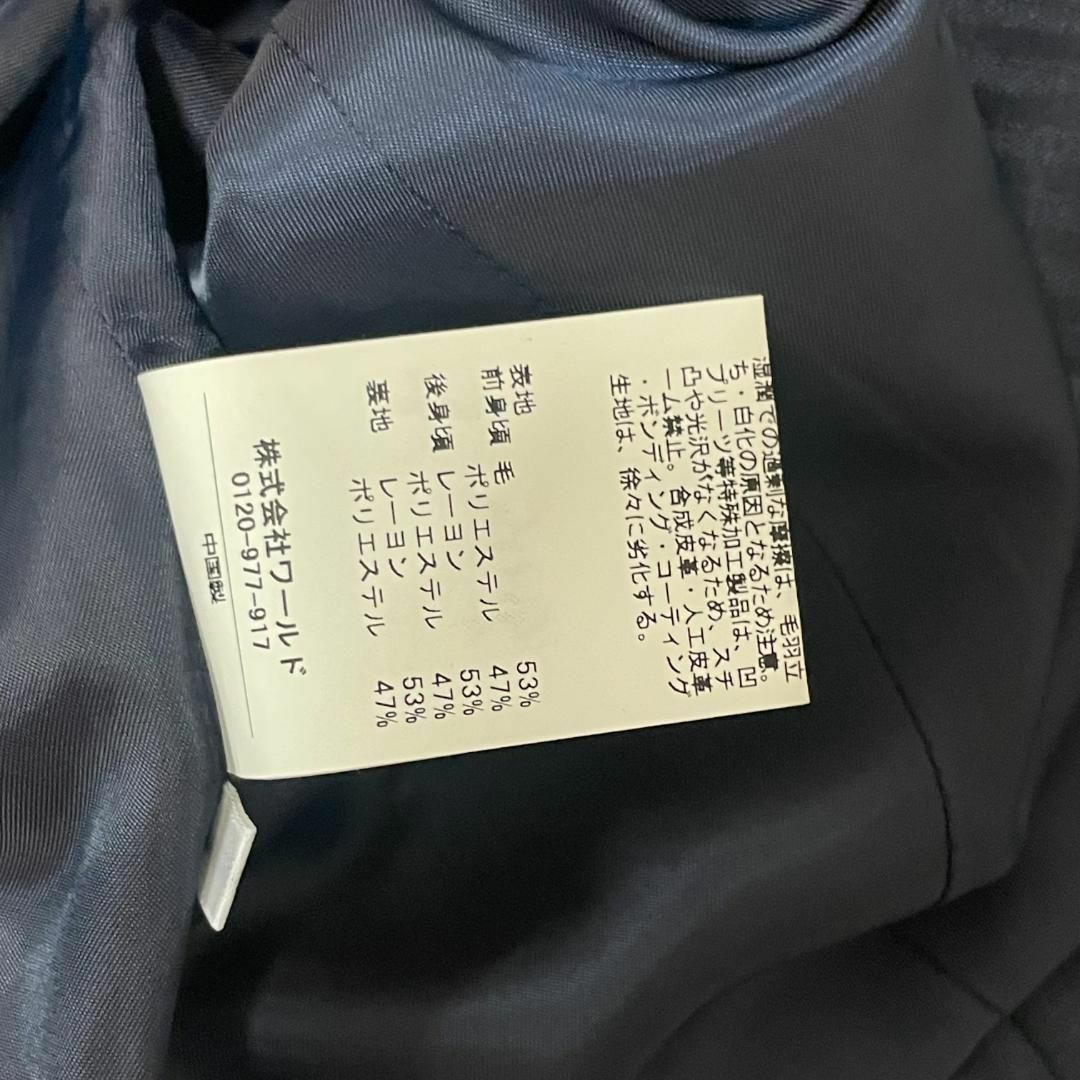 湿潤での過剰な摩擦は、毛羽立
ち・白化の原因となるため注意。
プリーツ等特殊加工製品は、凹
凸や光沢がなくなるため、スチ
ーム禁止。合成皮革・人工皮革
・ボンディング・コーティング
生地は、徐々に劣化する。
表地
前身頃 毛 53%
ポリエステル 47%
後身頃 レーヨン 53%
ポリエステル 47%
裏地 レーヨン 53%
ポリエステル 47%
株式会社ワールド
0120-977-917
中国製